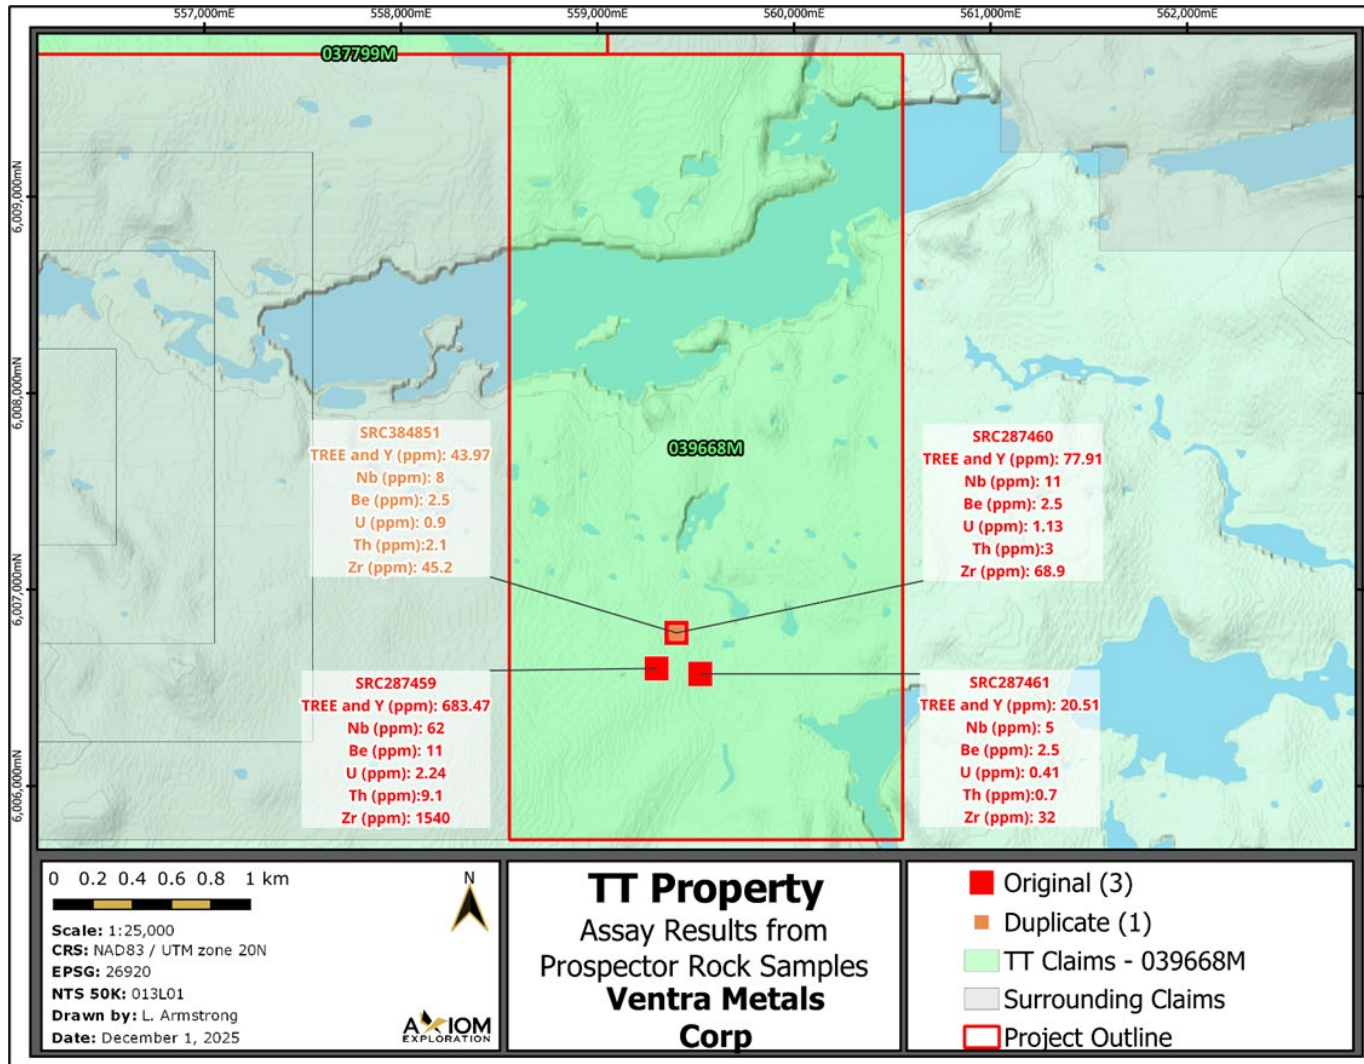 557,000mE
558,000mE
559,000mE
560,000mE
561,000mE
562,000mE
037799M
6,009,000mN
6,008,000mN
6,007,000mN
6,006,000mN
039668M
SRC384851
TREE and Y (ppm): 43.97
Nb (ppm): 8
Be (ppm): 2.5
U (ppm): 0.9
Th (ppm):2.1
Zr (ppm): 45.2
SRC287460
TREE and Y (ppm): 77.91
Nb (ppm): 11
Be (ppm): 2.5
U (ppm): 1.13
Th (ppm):3
Zr (ppm): 68.9
SRC287459
TREE and Y (ppm): 683.47
Nb (ppm): 62
Be (ppm): 11
U (ppm): 2.24
Th (ppm):9.1
Zr (ppm): 1540
SRC287461
TREE and Y (ppm): 20.51
Nb (ppm): 5
Be (ppm): 2.5
U (ppm): 0.41
Th (ppm):0.7
Zr (ppm): 32
0 0.2 0.4 0.6 0.8 1 km
N
Scale: 1:25,000
CRS: NAD83 / UTM zone 20N
EPSG: 26920
NTS 50K: 013L01
Drawn by: L. Armstrong
Date: December 1, 2025
AXIOM
EXPLORATION
TT Property
Assay Results from
Prospector Rock Samples
Ventra Metals
Corp
Original (3)
Duplicate (1)
TT Claims - 039668M
Surrounding Claims
Project Outline